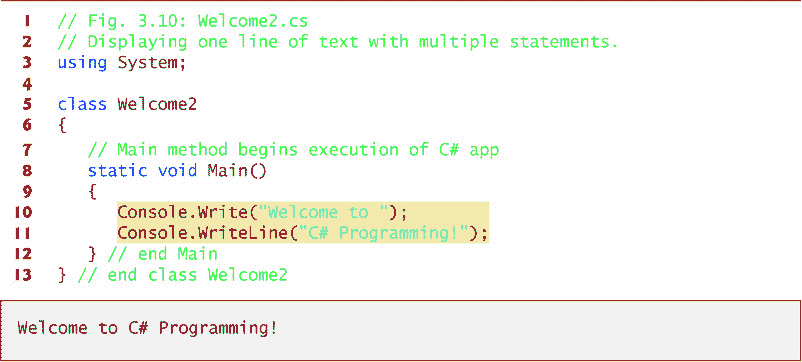 1 // Fig. 3.10: Welcome2.cs
2 // Displaying one line of text with multiple statements.
3 using System;
4
5 class Welcome2
6 {
7 // Main method begins execution of C# app
8 static void Main()
9 {
10 Console.Write("Welcome to ");
11 Console.WriteLine("C# Programming!");
12 } // end Main
13 } // end class Welcome2
Welcome to C# Programming!